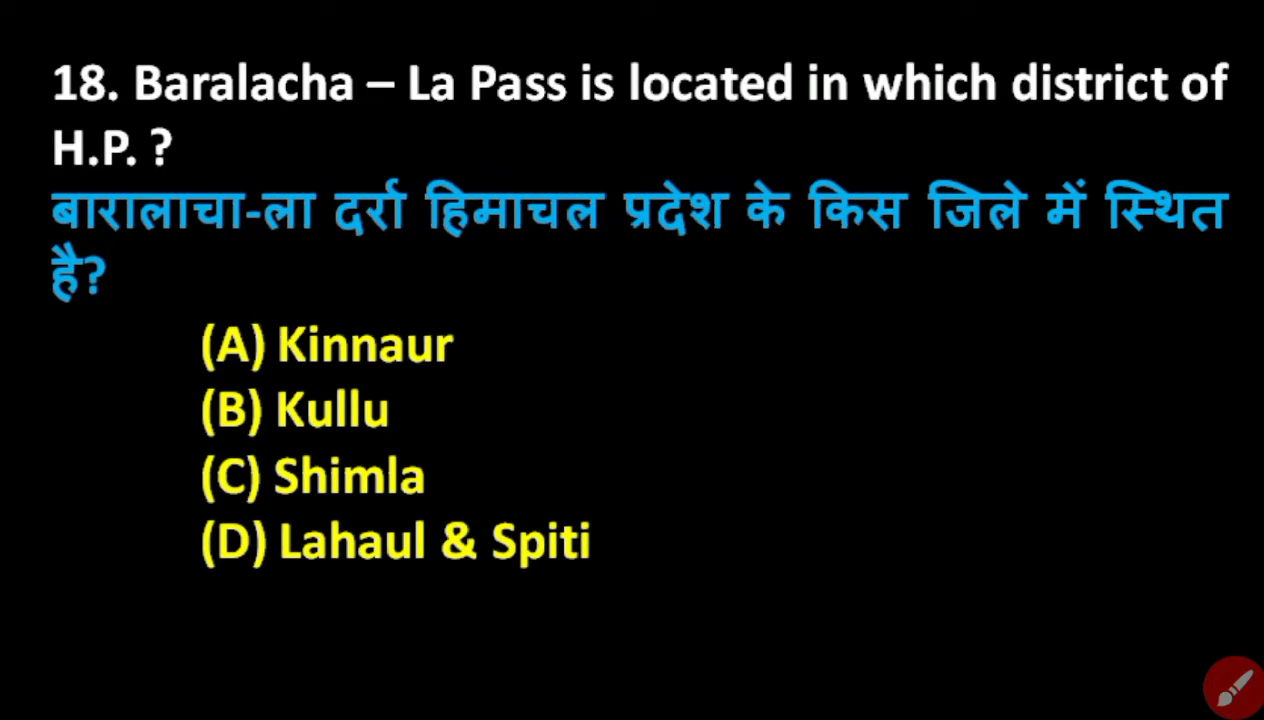 18. Baralacha – La Pass is located in which district of
H.P. ?
बारालाचा-ला दर्रा हिमाचल प्रदेश के किस जिले में स्थित
है?
(A) Kinnaur
(B) Kullu
(C) Shimla
(D) Lahaul & Spiti